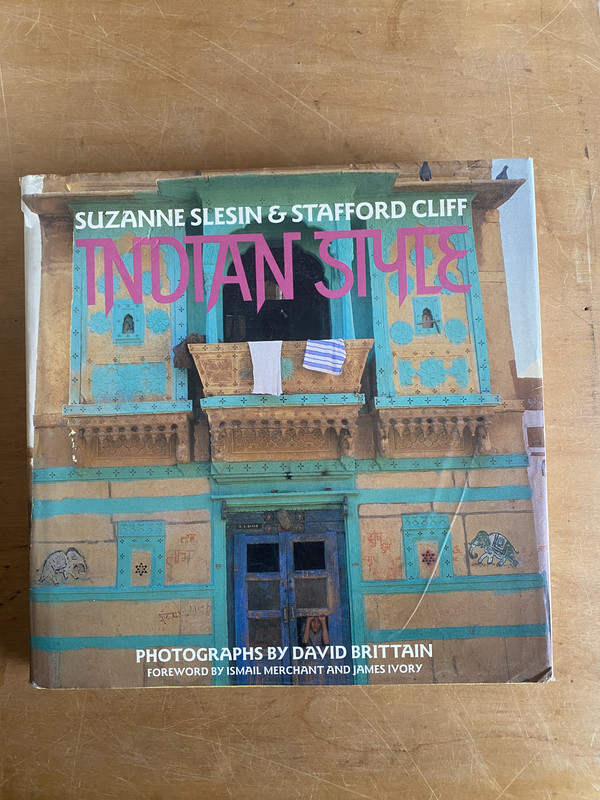 SUZANNE SLESIN & STAFFORD CLIFF
INDIAN STYLE
PHOTOGRAPHS BY DAVID BRITTAIN
FOREWORD BY ISMAIL MERCHANT AND JAMES IVORY